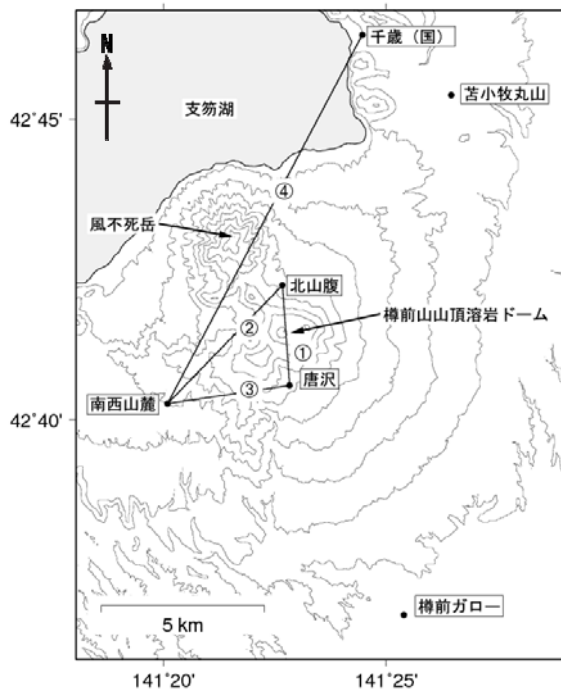 千歳（国）
N
苫小牧丸山
支笏湖
42°45'
④
風不死岳
北山腹
②
樽前山山頂溶岩ドーム
①
唐沢
③
南西山麓
42°40'
樽前ガロー
5 km
141°20'
141°25'